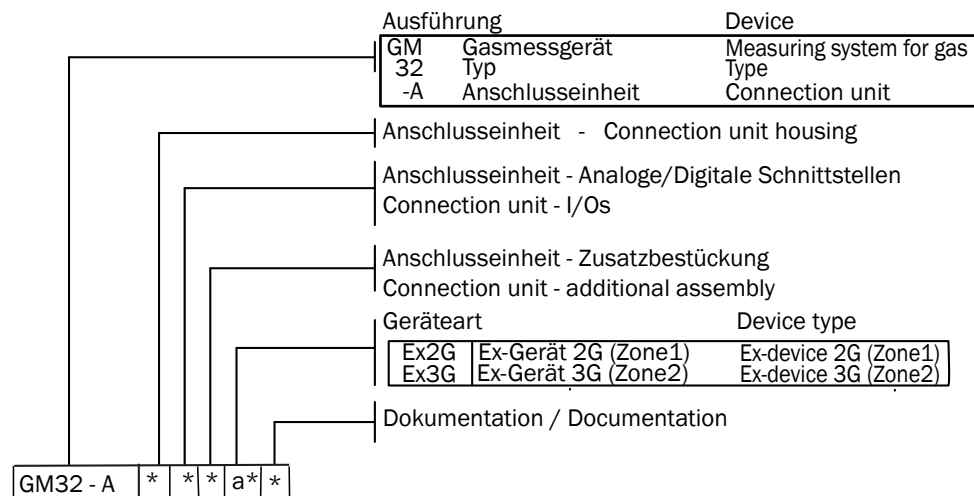 Ausführung Device
GM Gasmessgerät Measuring system for gas
32 Typ Type
-A Anschlusseinheit Connection unit
Anschlusseinheit - Connection unit housing
Anschlusseinheit - Analoge/Digitale Schnittstellen
Connection unit - I/Os
Anschlusseinheit - Zusatzbestückung
Connection unit - additional assembly
Geräteart Device type
Ex2G Ex-Gerät 2G (Zone1) Ex-device 2G (Zone1)
Ex3G Ex-Gerät 3G (Zone2) Ex-device 3G (Zone2)
Dokumentation / Documentation
GM32 - A * * * a* *